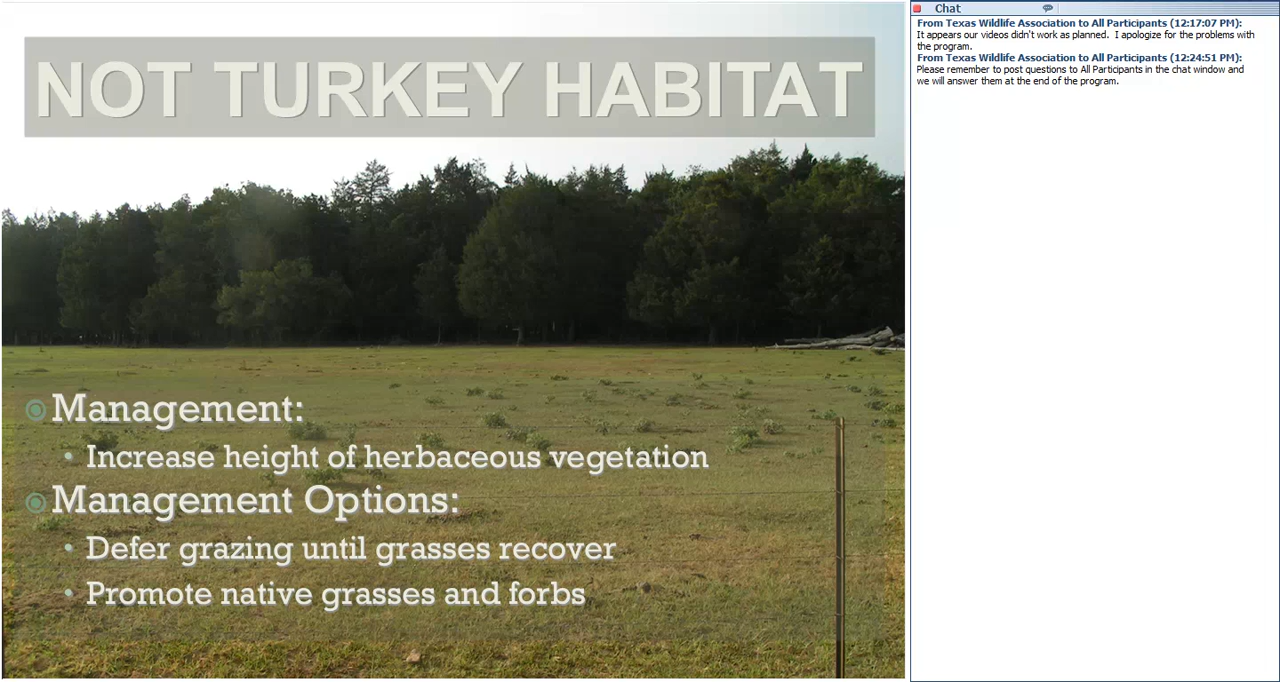 NOT TURKEY HABITAT
Management:
Increase height of herbaceous vegetation
Management Options:
Defer grazing until grasses recover
Promote native grasses and forbs
Chat
From Texas Wildlife Association to All Participants (12:17:07 PM):
It appears our videos didn't work as planned.  I apologize for the problems with
the program.
From Texas Wildlife Association to All Participants (12:24:51 PM):
Please remember to post questions to All Participants in the chat window and
we will answer them at the end of the program.